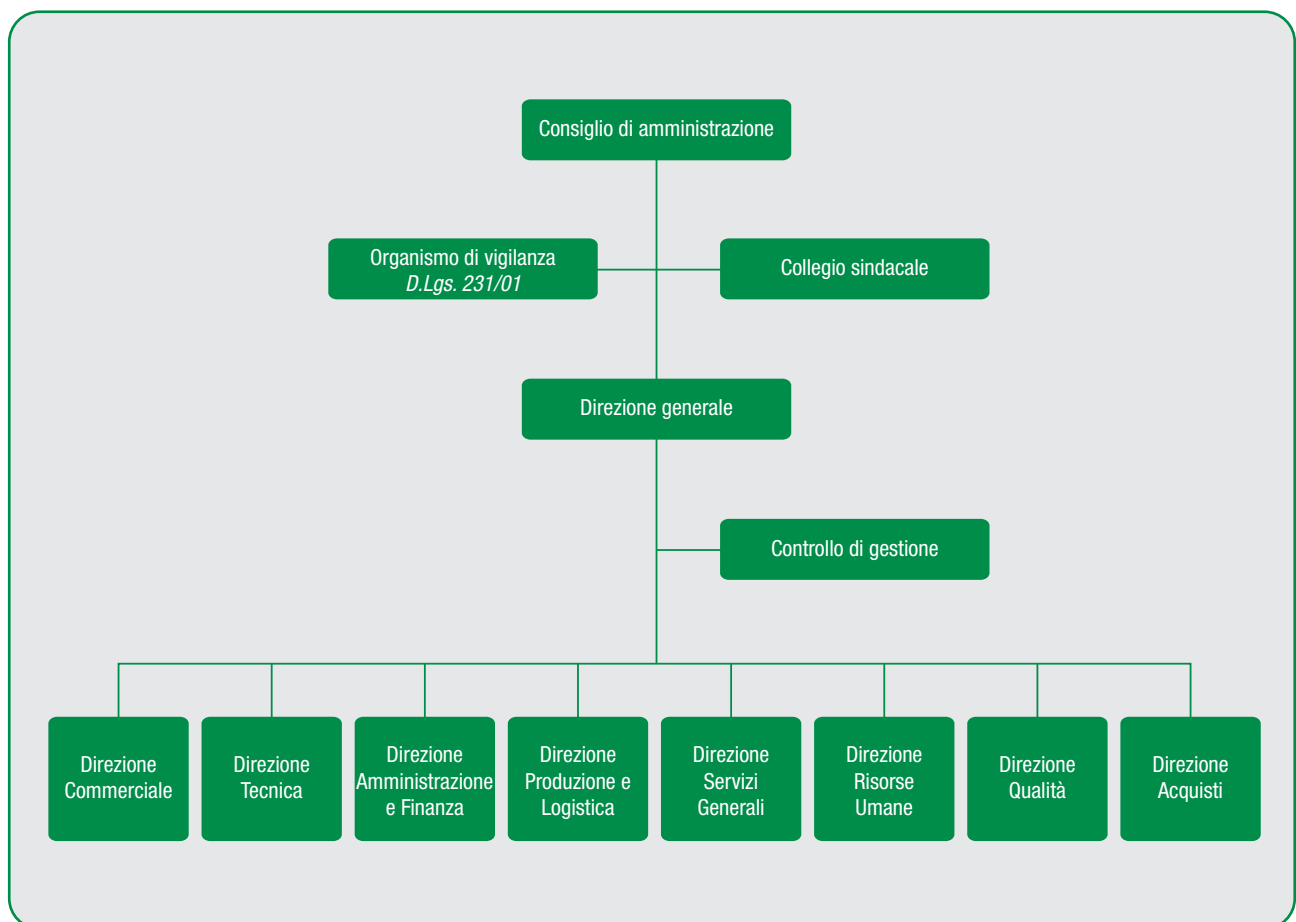 Consiglio di amministrazione
Organismo di vigilanza
D.Lgs. 231/01
Collegio sindacale
Direzione generale
Controllo di gestione
Direzione
Commerciale
Direzione
Tecnica
Direzione
Amministrazione
e Finanza
Direzione
Produzione e
Logistica
Direzione
Servizi
Generali
Direzione
Risorse
Umane
Direzione
Qualità
Direzione
Acquisti